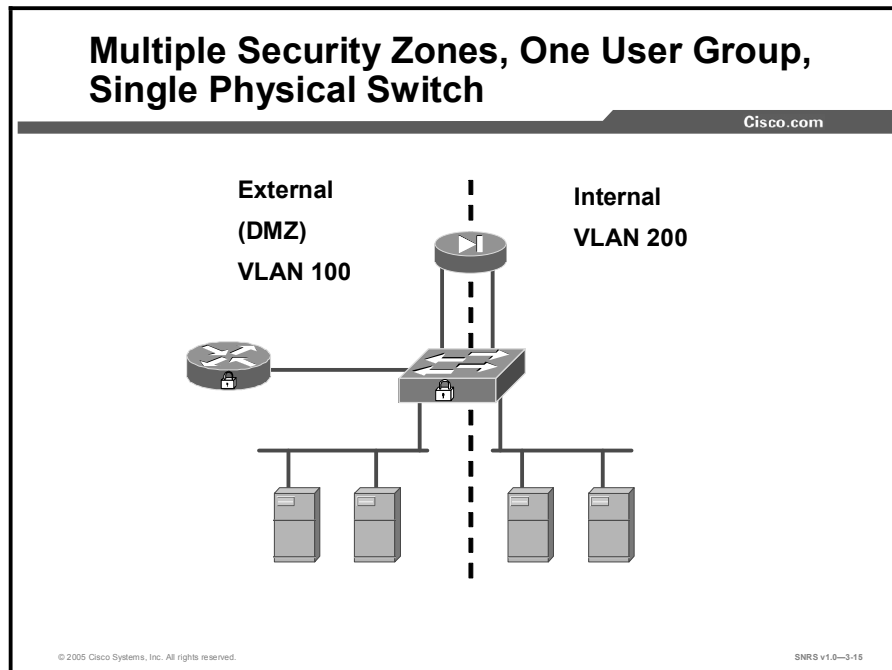 Multiple Security Zones, One User Group,
Single Physical Switch
Cisco.com
External
(DMZ)
VLAN 100
Internal
VLAN 200
© 2005 Cisco Systems, Inc. All rights reserved.
SNRS v1.0—3-15